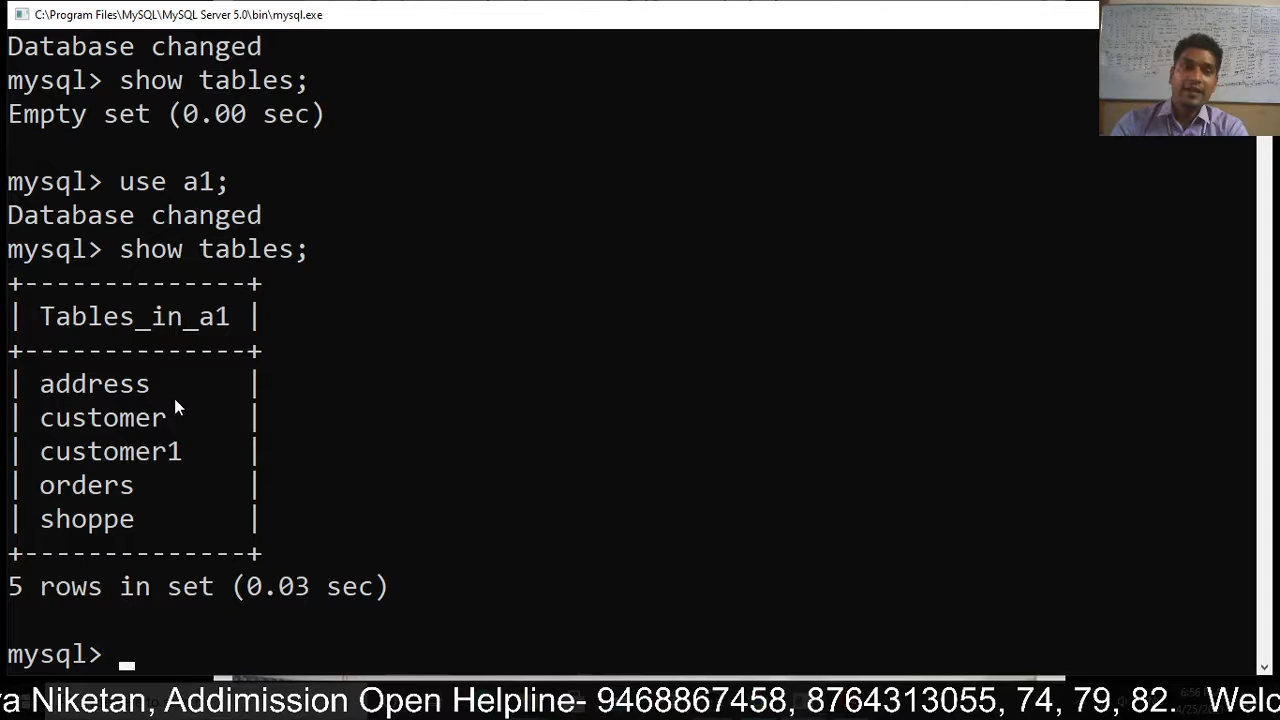 C:\Program Files\MySQL\MySQL Server 5.0\bin\mysql.exe
Database changed
mysql> show tables;
Empty set (0.00 sec)
mysql> use a1;
Database changed
mysql> show tables;
+--------------+
| Tables_in_a1 |
+--------------+
| address      |
| customer     |
| customer1    |
| orders       |
| shoppe       |
+--------------+
5 rows in set (0.03 sec)
mysql>
ya Niketan, Addimission Open Helpline- 9468867458, 8764313055, 74, 79, 82. Welc